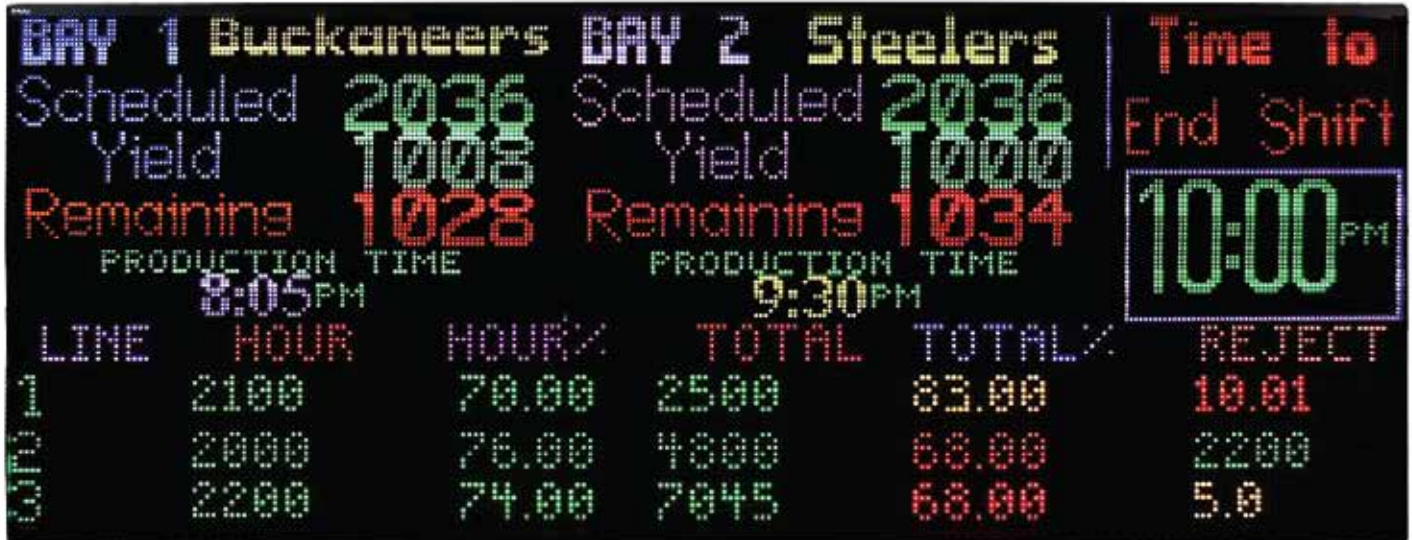 BAY 1 Buckaneers BAY 2 Steelers Time to
Scheduled 2036 Scheduled 2036 End Shift
Yield 1008 Yield 1000
Remaining 1028 Remaining 1034 10:00 PM
PRODUCTION TIME PRODUCTION TIME
8:05PM 9:30PM
LINE HOUR HOUR% TOTAL TOTAL% REJECT
1 2100 70.00 2500 83.00 10.01
2 2000 76.00 4800 68.00 2200
3 2200 74.00 7045 68.00 5.0